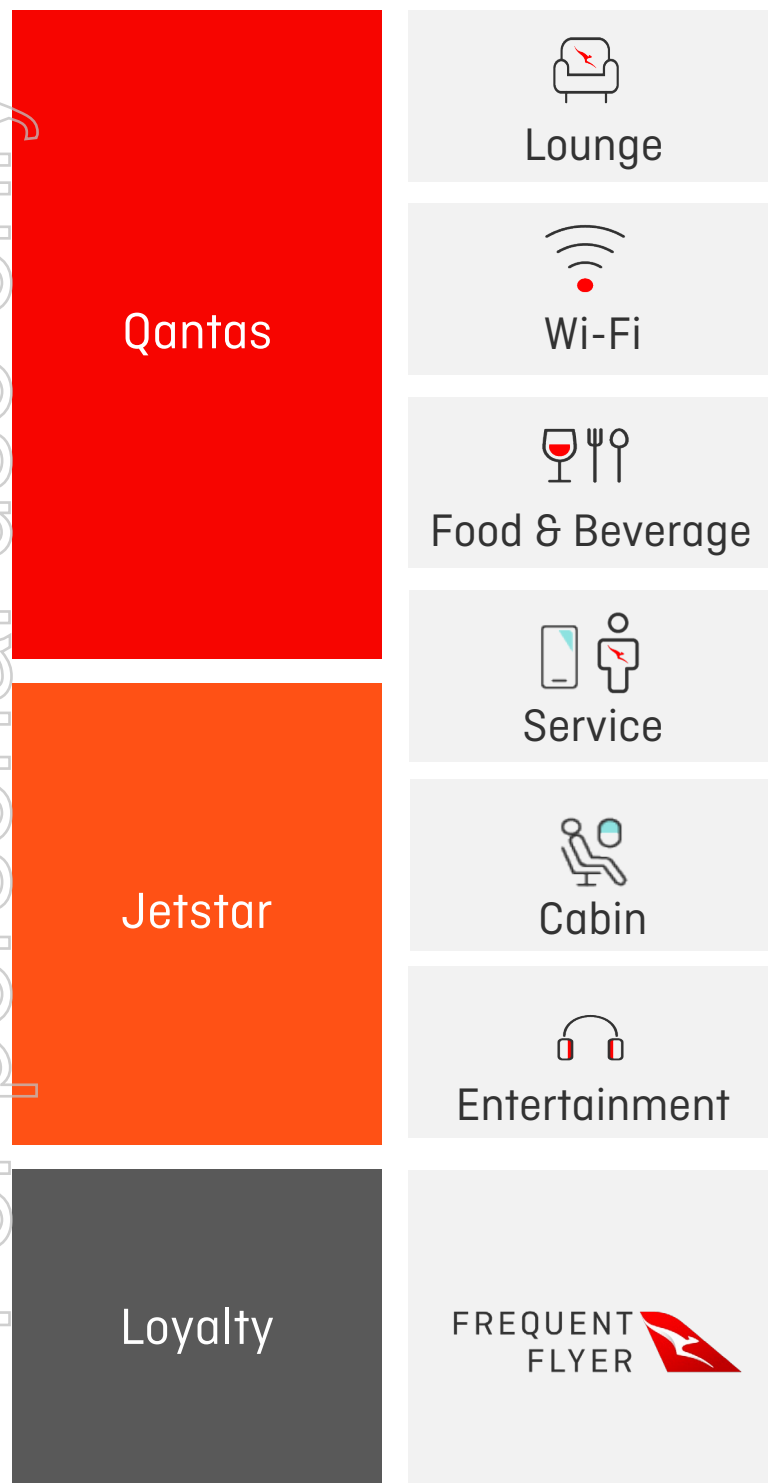 Qantas
Lounge
Wi-Fi
Food & Beverage
Service
Jetstar
Cabin
Entertainment
Loyalty
FREQUENT
FLYER